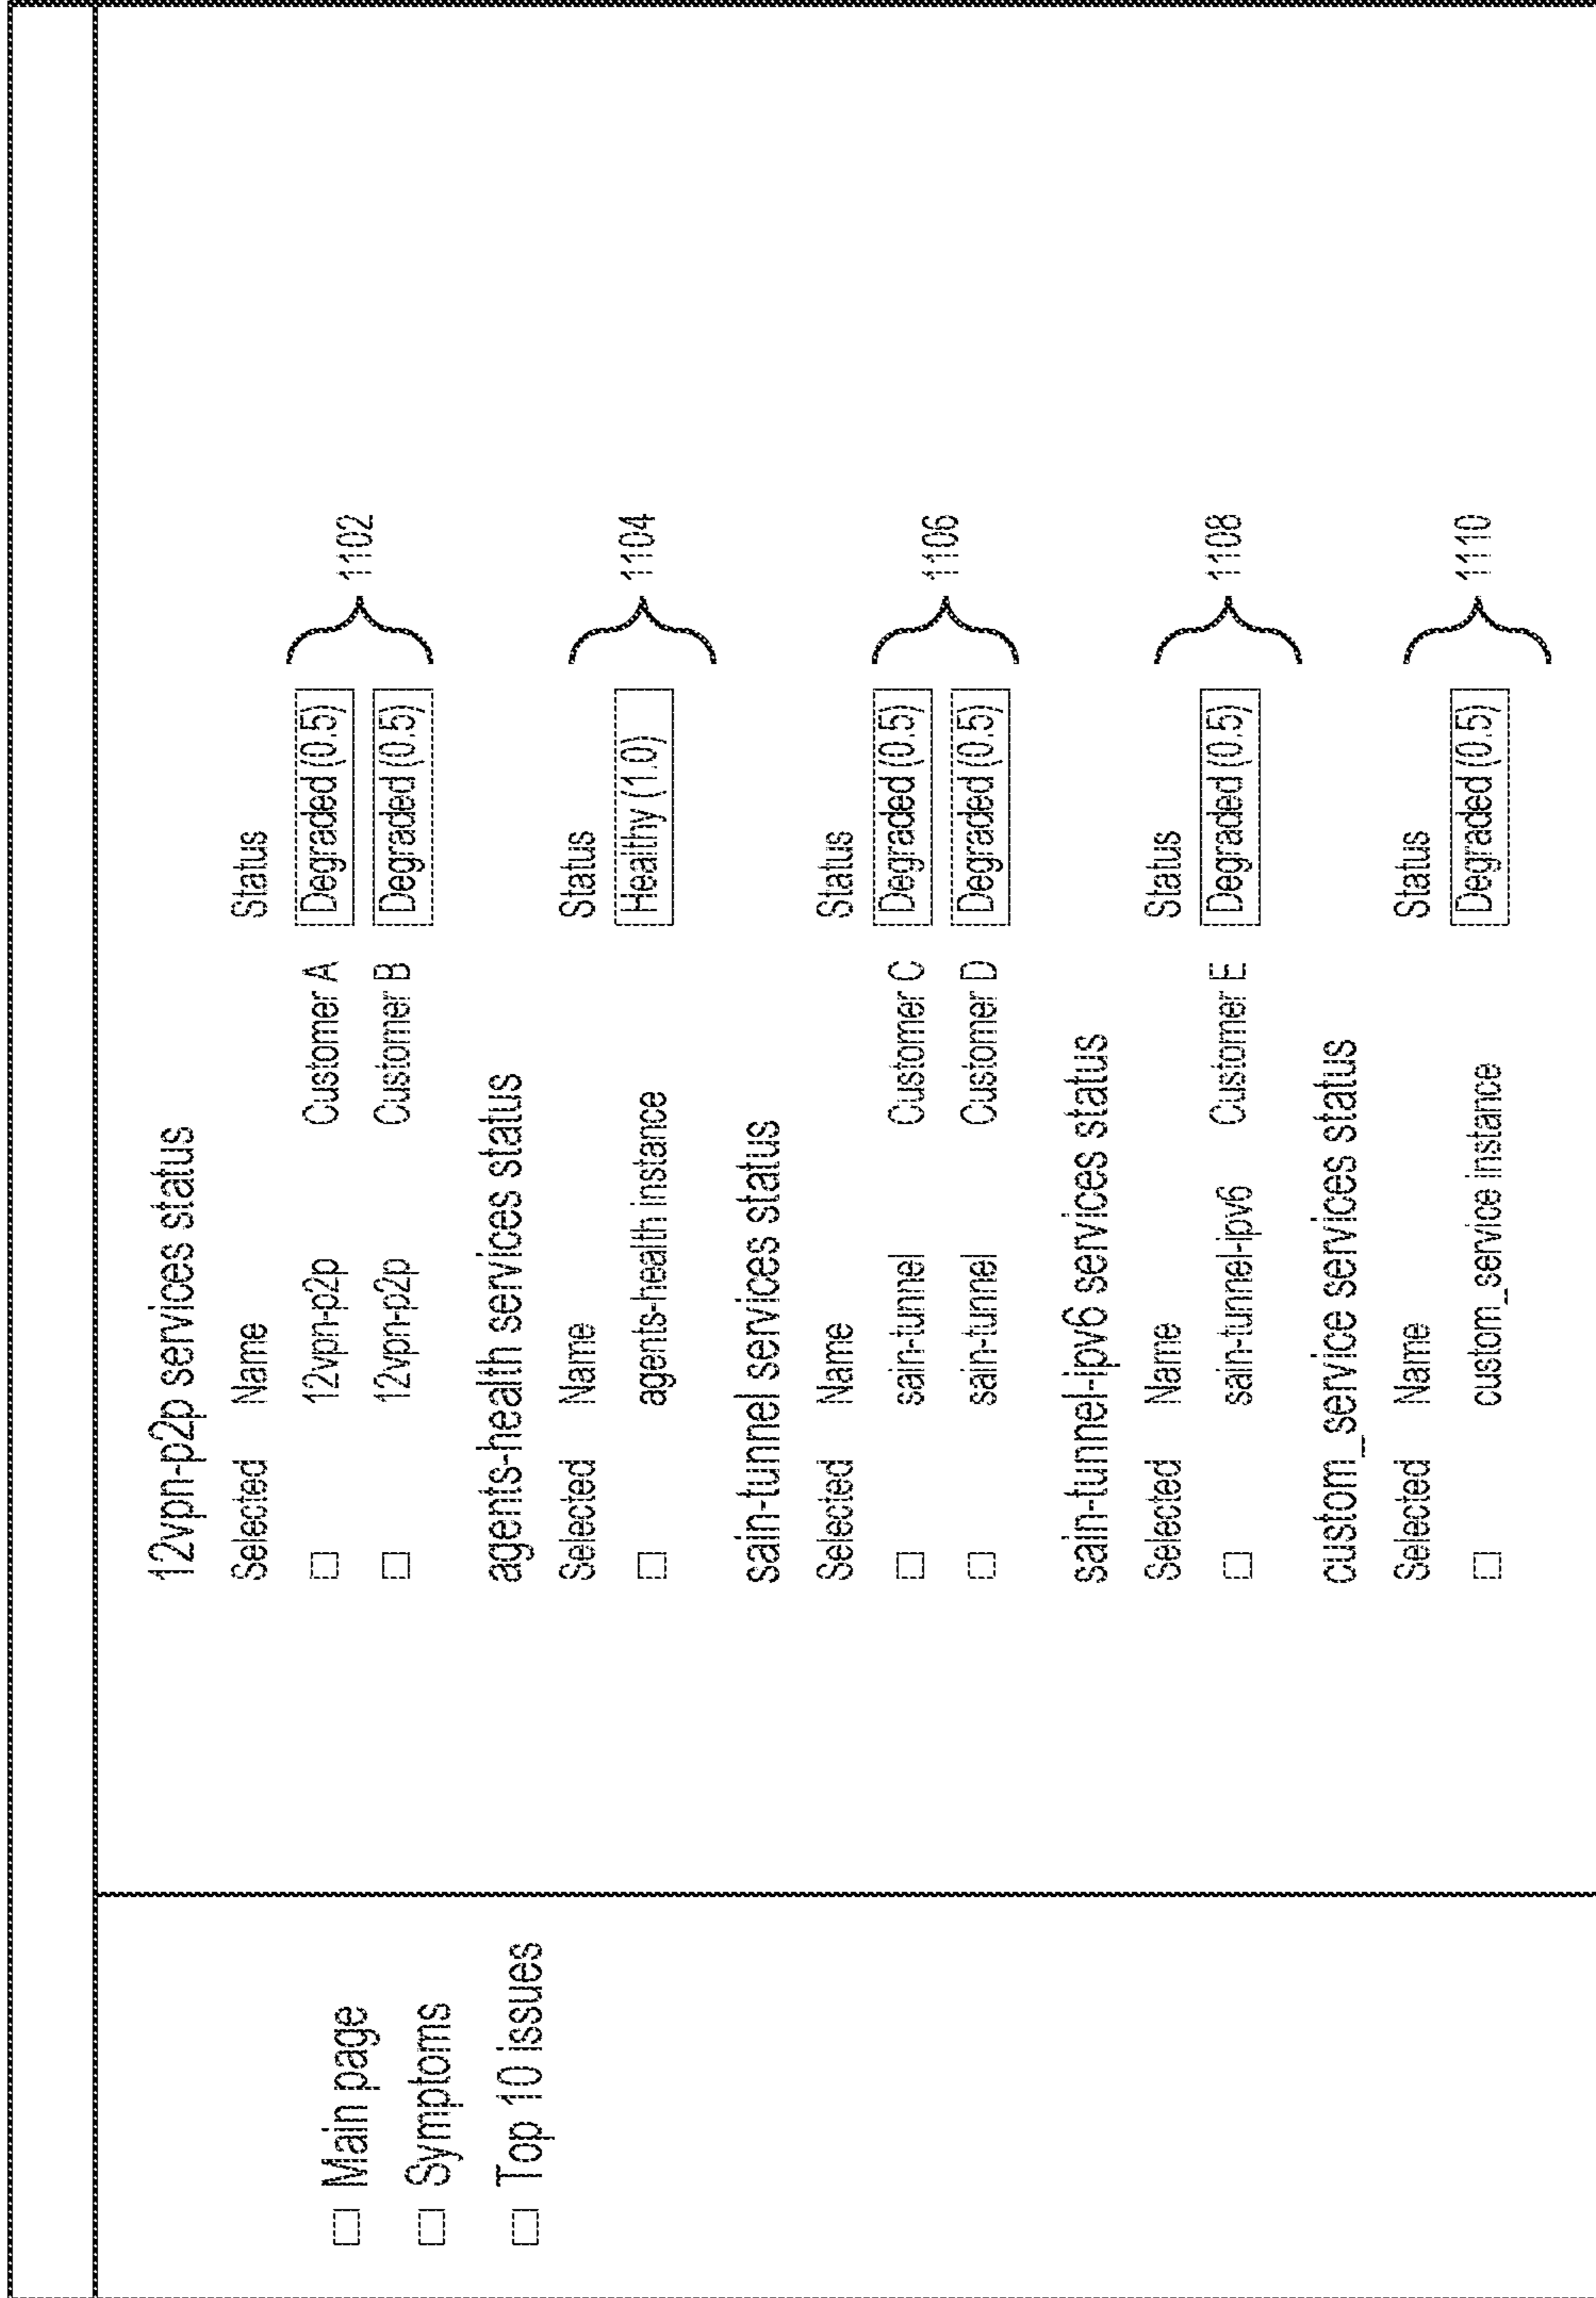 Main page
Symptoms
Top 10 issues
12vpn-p2p services status
Selected Name Status
12vpn-p2p Customer A Degraded (0.5)
12vpn-p2p Customer B Degraded (0.5)
1102
agents-health services status
Selected Name Status
agents-health instance Healthy (1.0)
1104
sain-tunnel services status
Selected Name Status
sain-tunnel Customer C Degraded (0.5)
sain-tunnel Customer D Degraded (0.5)
1106
sain-tunnel-ipv6 services status
Selected Name Status
sain-tunnel-ipv6 Customer E Degraded (0.5)
1108
custom_service services status
Selected Name Status
custom_service instance Degraded (0.5)
1110